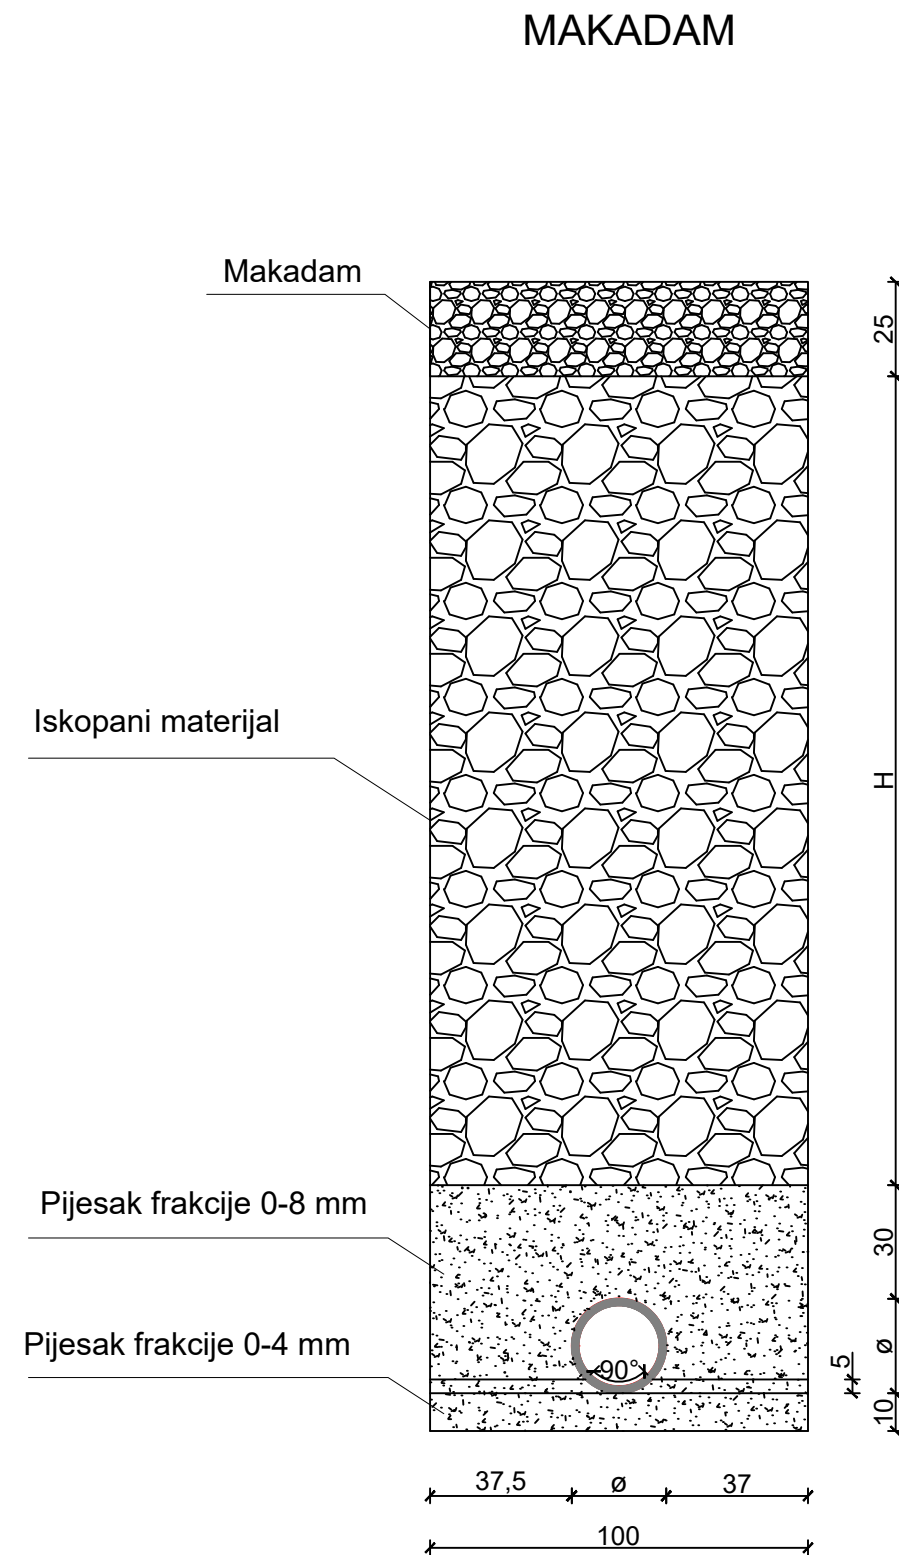 MAKADAM
Makadam
25
Iskopani materijal
H
Pijesak frakcije 0-8 mm
30
Pijesak frakcije 0-4 mm
ø
90°
5
10
37,5
ø
37
100